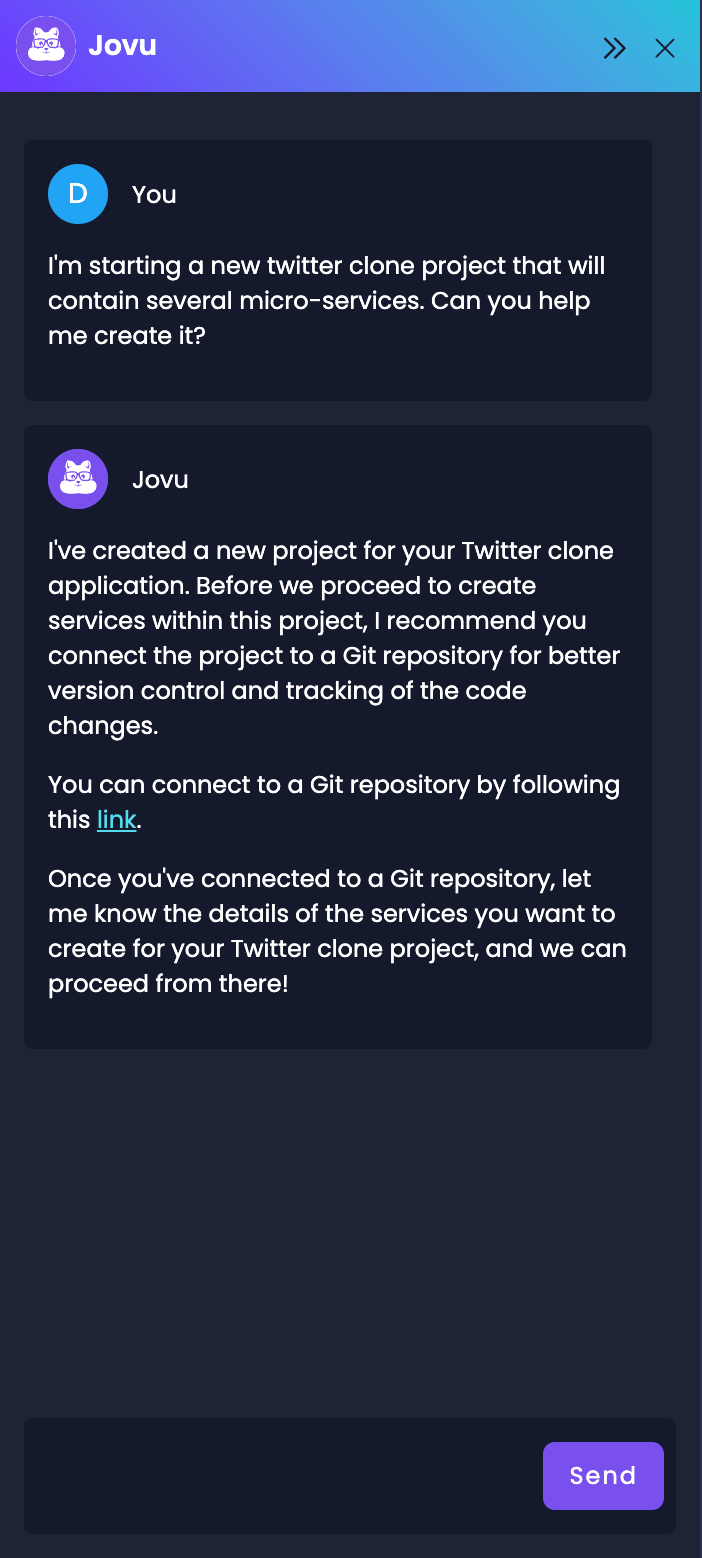 Jovu
D
You
I'm starting a new twitter clone project that will
contain several micro-services. Can you help
me create it?
Jovu
I've created a new project for your Twitter clone
application. Before we proceed to create
services within this project, I recommend you
connect the project to a Git repository for better
version control and tracking of the code
changes.
You can connect to a Git repository by following
this link.
Once you've connected to a Git repository, let
me know the details of the services you want to
create for your Twitter clone project, and we can
proceed from there!
Send